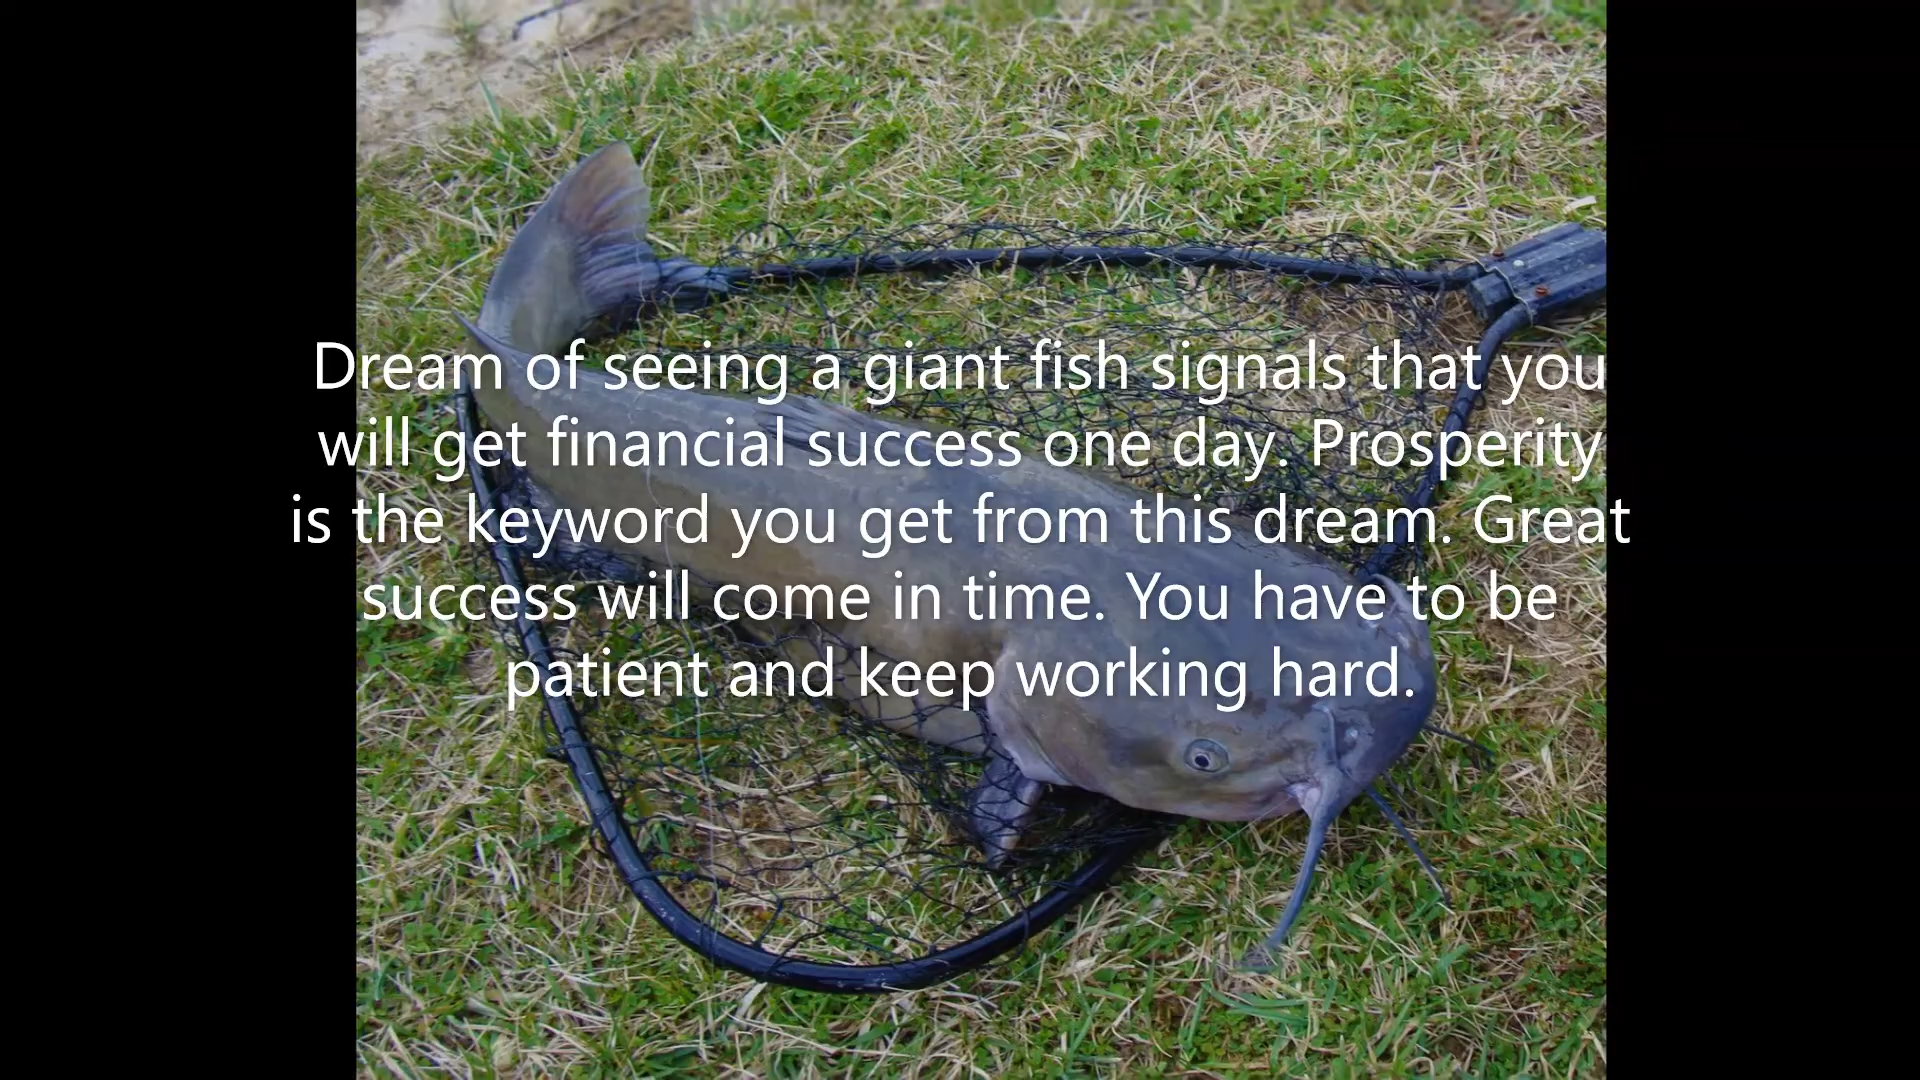 Dream of seeing a giant fish signals that you
will get financial success one day. Prosperity
is the keyword you get from this dream. Great
success will come in time. You have to be
patient and keep working hard.